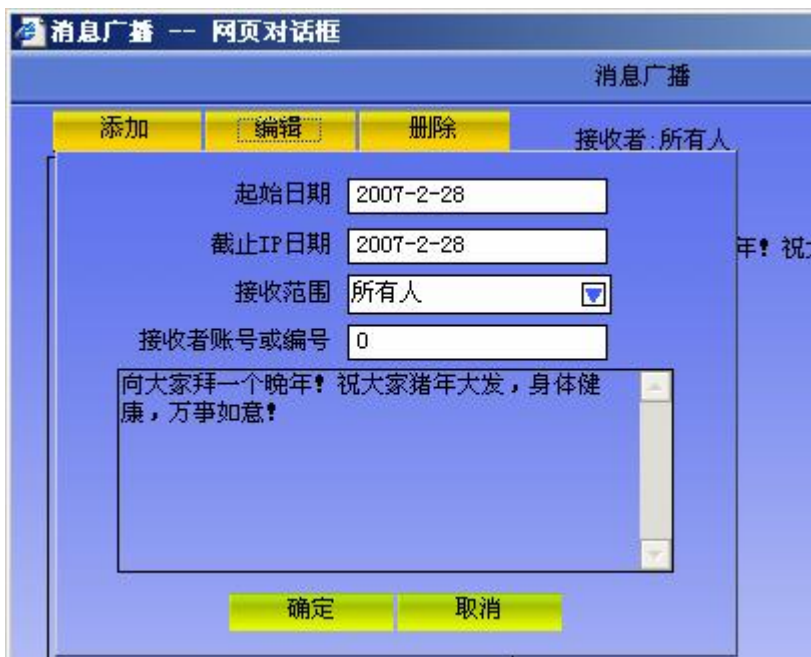 消息广播 -- 网页对话框
消息广播
添加 编辑 删除
接收者:所有人
起始日期 2007-2-28
截止IP日期 2007-2-28
年！祝
接收范围 所有人
接收者账号或编号 0
向大家拜一个晚年！祝大家猪年大发，身体健
康，万事如意！
确定 取消